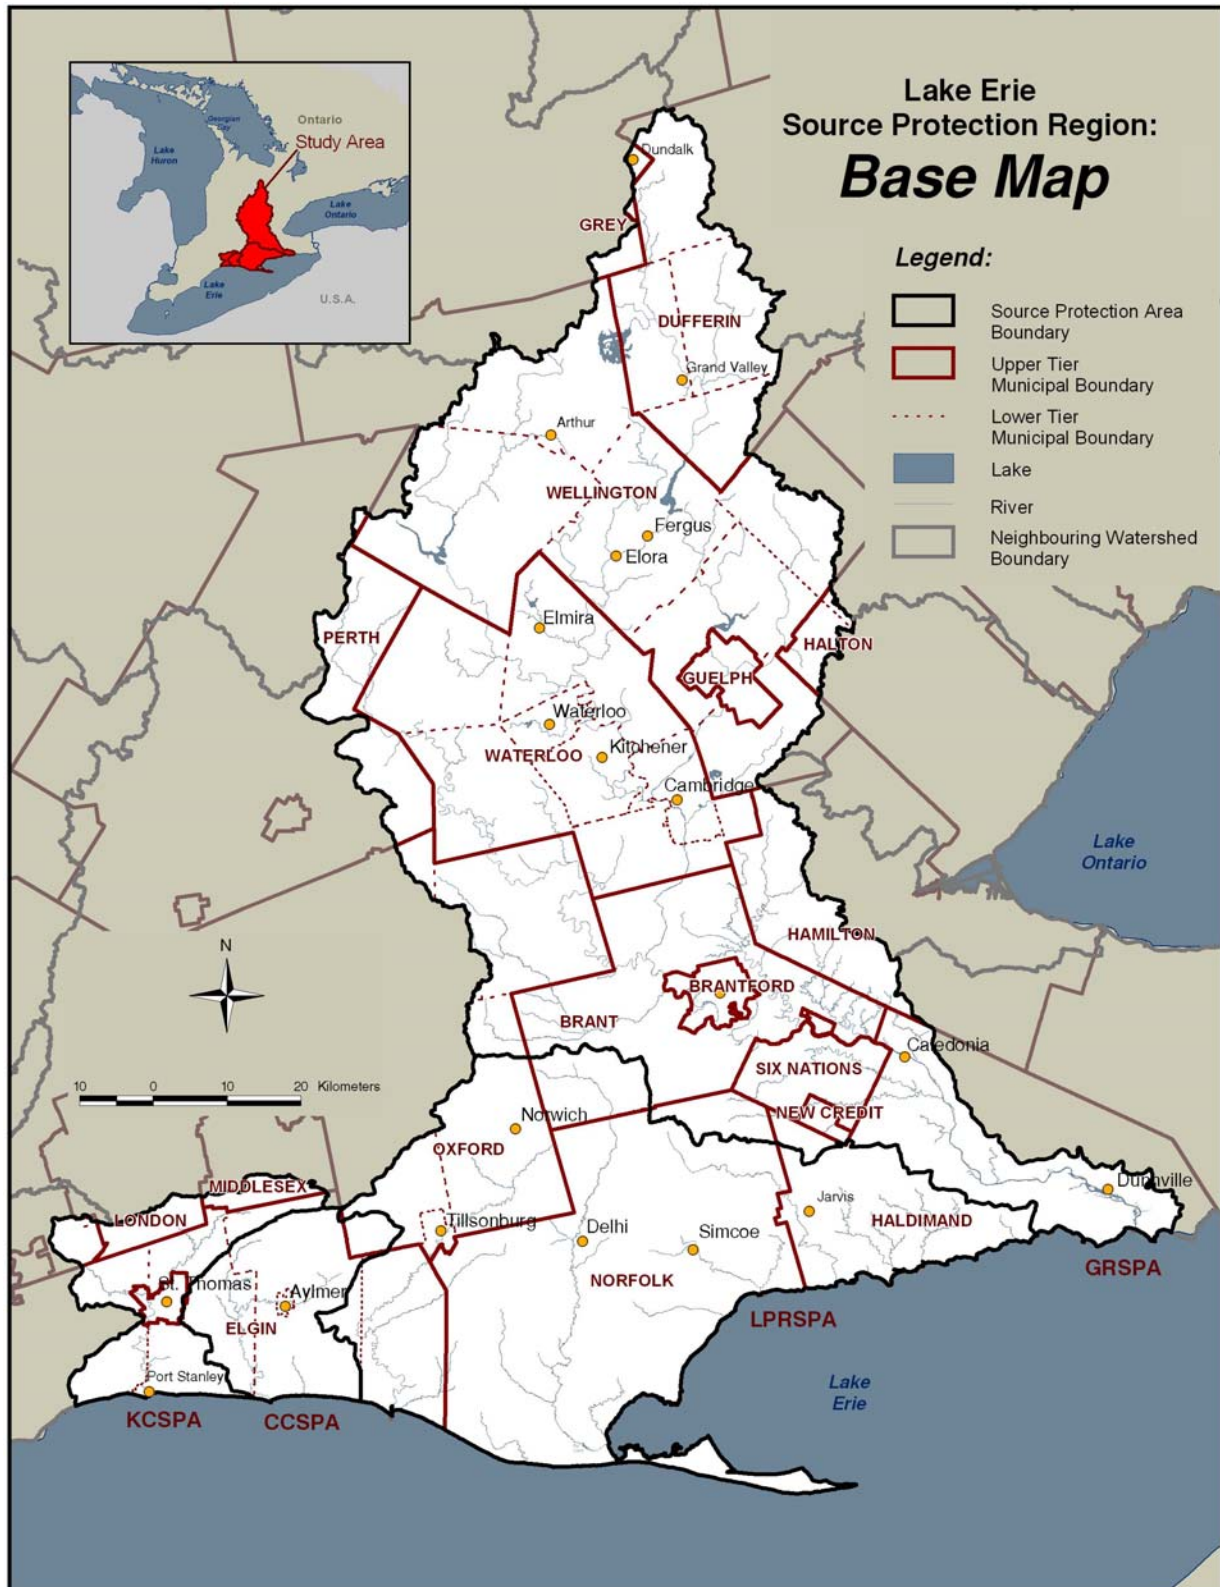 Lake Erie
Source Protection Region:
Base Map
Georgian
Bay
Ontario
Study Area
Lake
Huron
Lake
Ontario
Lake
Erie
U.S.A.
Legend:
Source Protection Area
Boundary
Upper Tier
Municipal Boundary
Lower Tier
Municipal Boundary
Lake
River
Neighbouring Watershed
Boundary
Dundalk
GREY
DUFFERIN
Grand Valley
Arthur
WELLINGTON
Fergus
Elora
Elmira
PERTH
HALTON
GUELPH
Waterloo
WATERLOO
Kitchener
Cambridge
Lake
Ontario
HAMILTON
N
BRANTFORD
BRANT
Caledonia
SIX NATIONS
10 0 10 20 Kilometers
NEW CREDIT
Norwich
OXFORD
MIDDLESEX
Dunnville
LONDON
Jarvis
HALDIMAND
Tillsonburg
Delhi
Simcoe
GRSPA
NORFOLK
St. Thomas
Aylmer
LPRSPA
ELGIN
Port Stanley
Lake
Erie
KCSPA
CCSPA